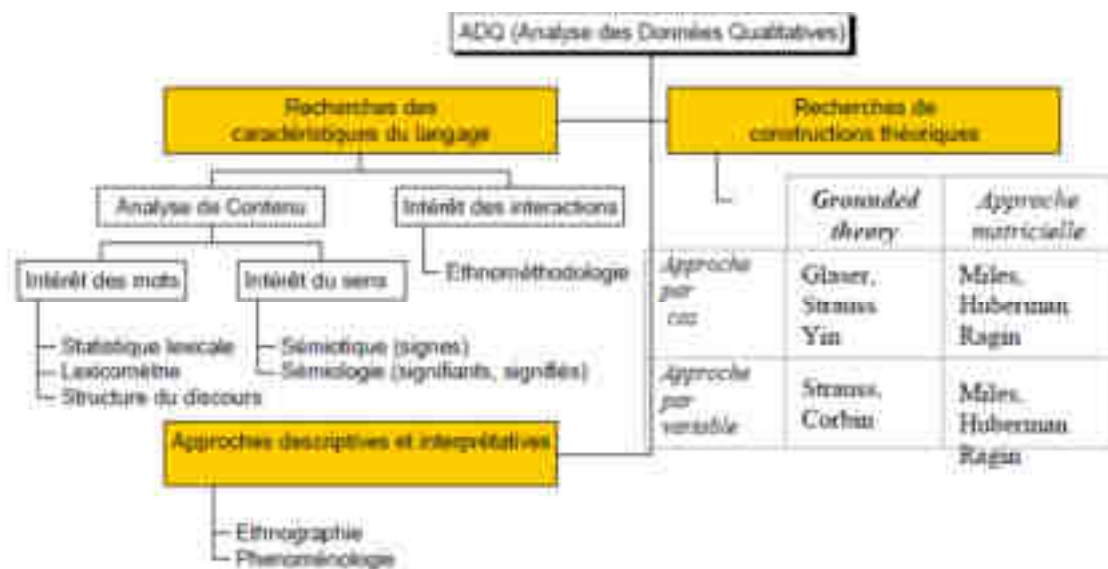 ADQ (Analyse des Données Qualitatives)
Recherches des
caractéristiques du langage
Recherches de
constructions théoriques
Analyse de Contenu
Intérêt des interactions
Intérêt des mots
Intérêt du sens
Ethnométhodologie
Statistique lexicale
Lexicométrie
Structure du discours
Sémiotique (signes)
Sémiologie (signifiants, signifiés)
Grounded
theory
Approche
matricielle
Approche
par
cas
Glaser,
Strauss
Yin
Miles,
Huberman
Ragin
Approche
par
variable
Strauss,
Corbin
Miles,
Huberman
Ragin
Approches descriptives et interprétatives
Ethnographie
Phenoménologie